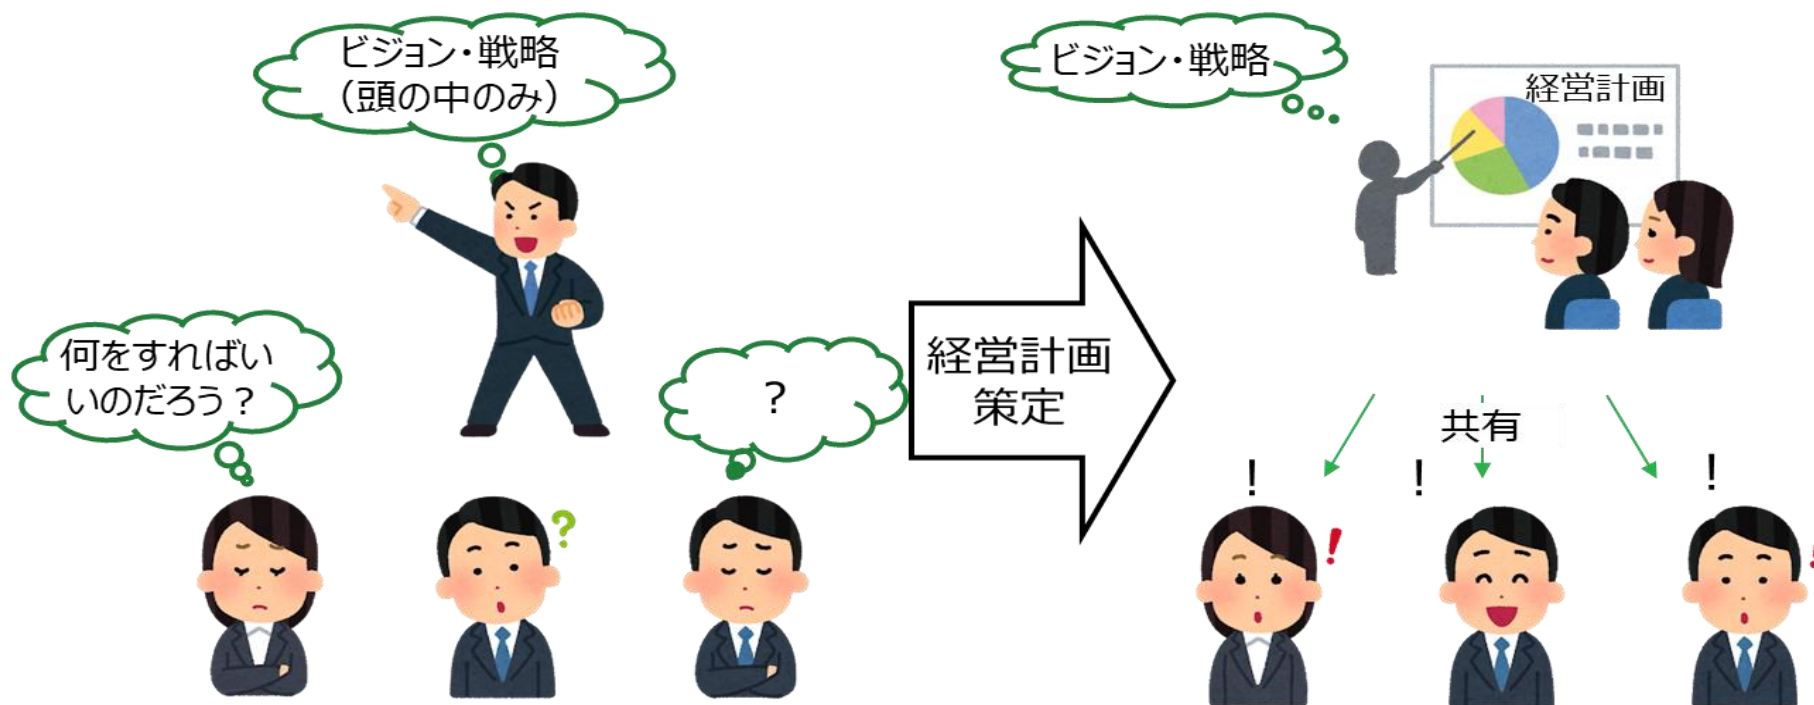 ビジョン・戦略
（頭の中のみ）
何をすればい
いのだろう？
？
?
経営計画
策定
ビジョン・戦略
経営計画
共有
！
！
！
!
!